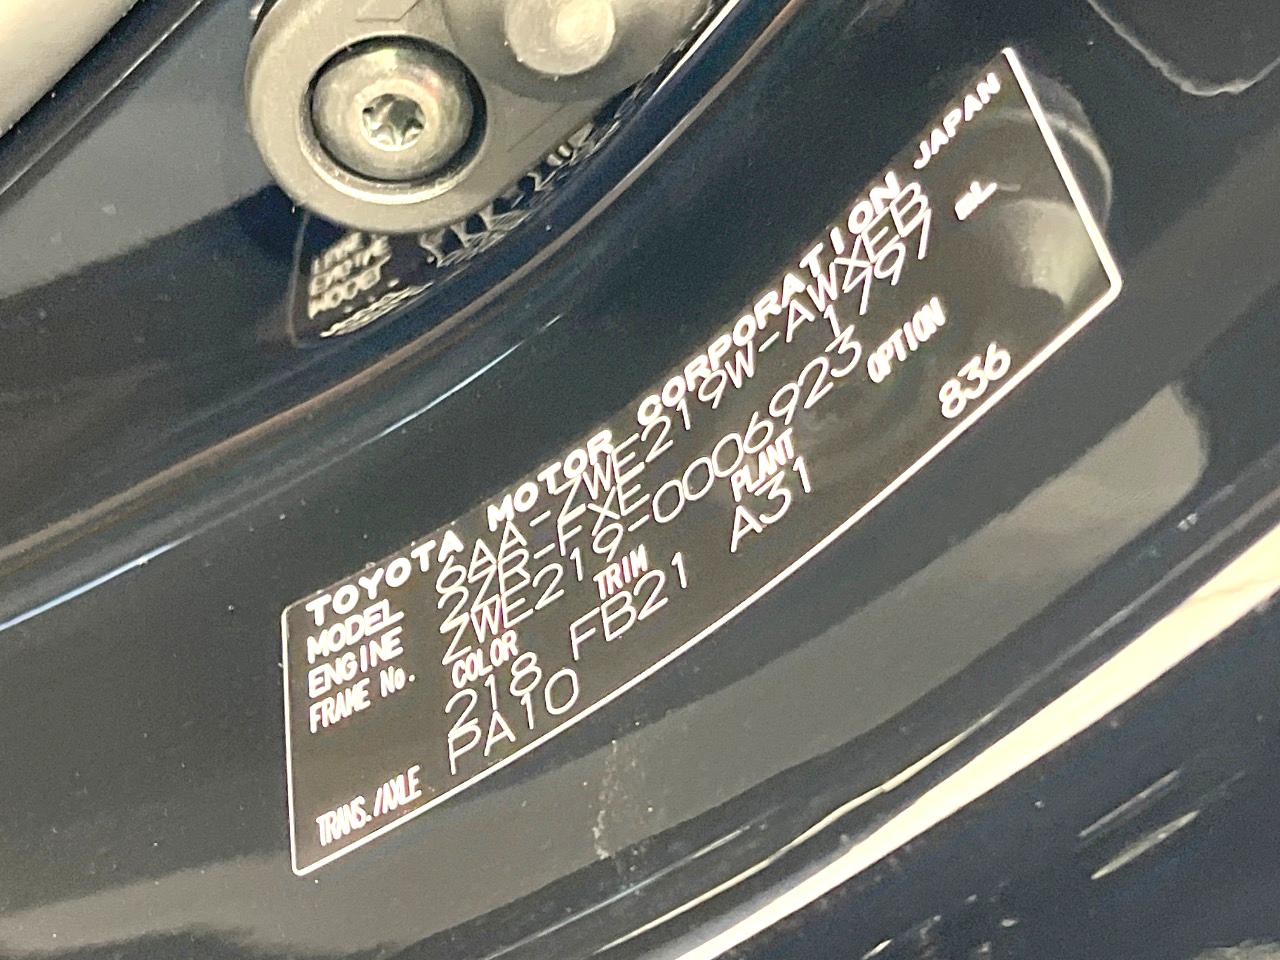 TOYOTA MOTOR CORPORATION JAPAN
MODEL 6AA-ZWE219W-AWXEB
ENGINE 2ZR-FXE 1797 mL
FRAME No. ZWE219-0006923
COLOR TRIM PLANT OPTION
218 FB21 A31 836
TRANS./AXLE PA10